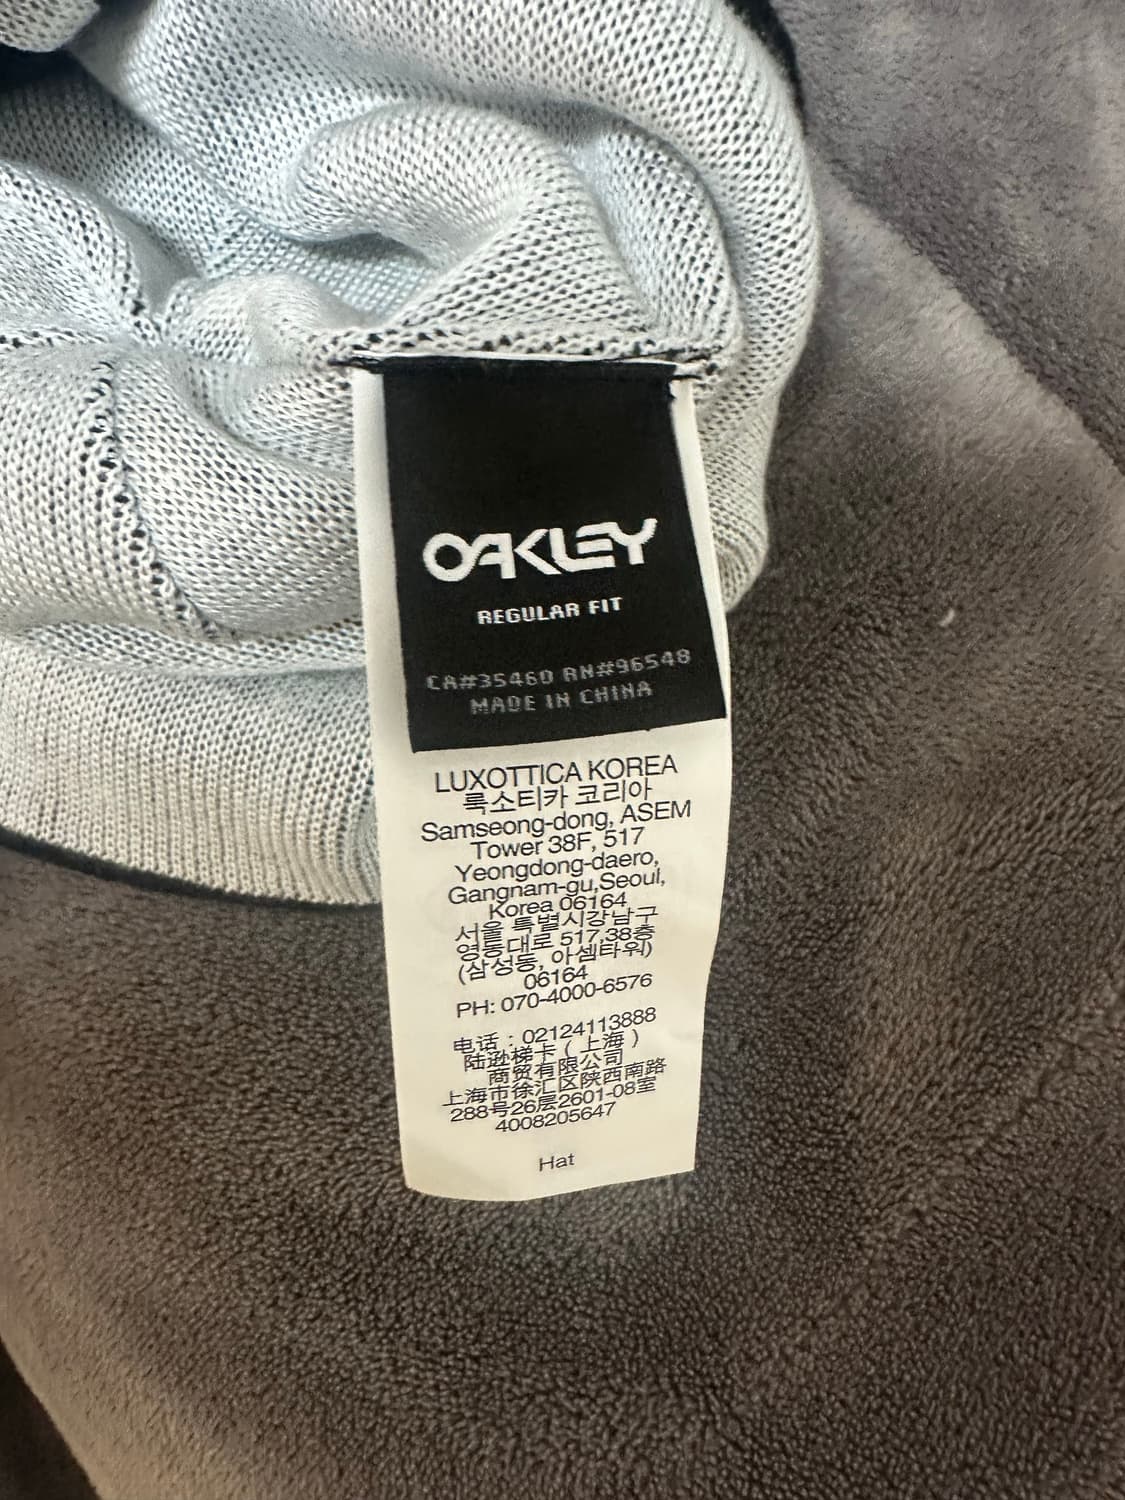 OAKLEY
REGULAR FIT
CA#35460 RN#96548
MADE IN CHINA
LUXOTTICA KOREA
룩소티카 코리아
Samseong-dong, ASEM
Tower 38F, 517
Yeongdong-daero,
Gangnam-gu,Seoul,
Korea 06164
서울 특별시강남구
영동대로 517,38층
(삼성동, 아셈타워)
06164
PH: 070-4000-6576
电话：02124113888
陆逊梯卡（上海）
商贸有限公司
上海市徐汇区陕西南路
288号26层2601-08室
4008205647
Hat